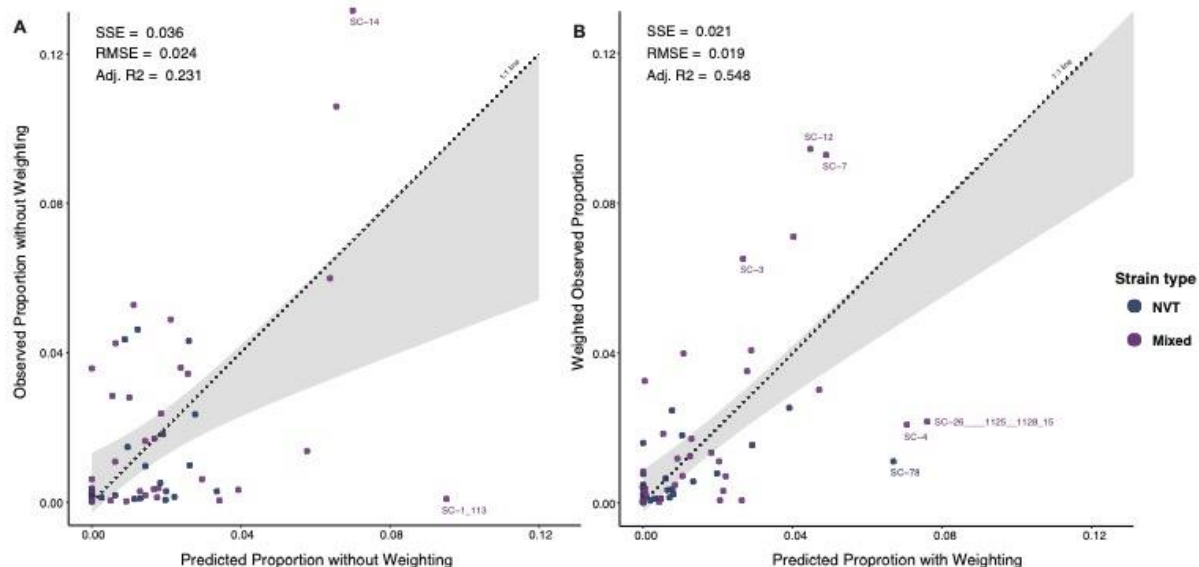 A
SSE = 0.036
RMSE = 0.024
Adj. R2 = 0.231
SC-14
1:1 line
SC-1_113
0.12
0.08
0.04
0.00
Observed Proportion without Weighting
0.00 0.04 0.08 0.12
Predicted Proportion without Weighting
B
SSE = 0.021
RMSE = 0.019
Adj. R2 = 0.548
1:1 line
SC-12
SC-7
SC-3
SC-26____1125__1128_15
SC-4
SC-78
0.12
0.08
0.04
0.00
Weighted Observed Proportion
0.00 0.04 0.08 0.12
Predicted Proprotion with Weighting
Strain type
NVT
Mixed